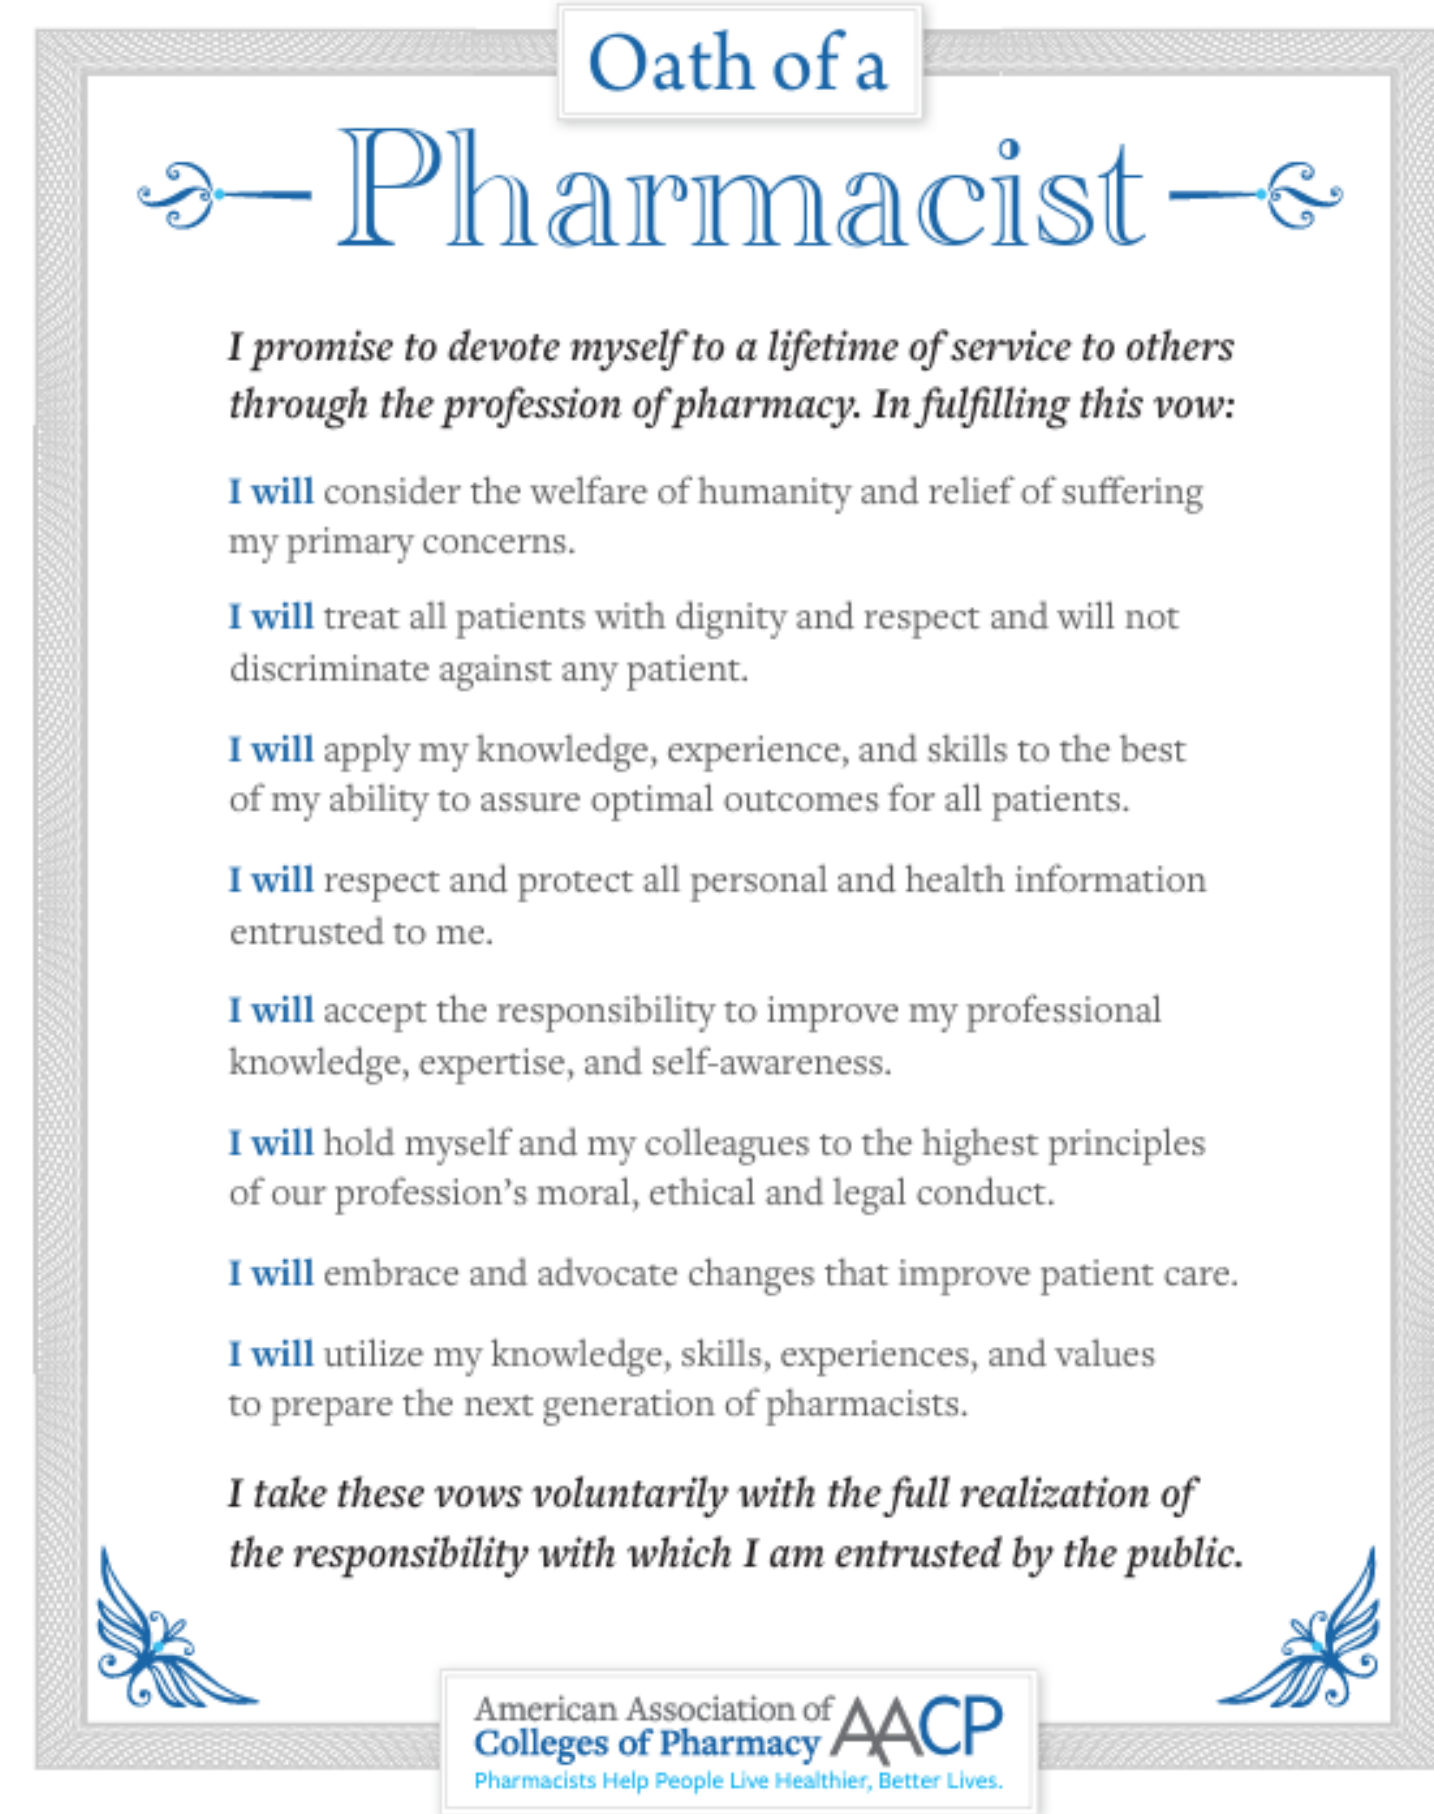 Oath of a
Pharmacist
I promise to devote myself to a lifetime of service to others
through the profession of pharmacy. In fulfilling this vow:
I will consider the welfare of humanity and relief of suffering
my primary concerns.
I will treat all patients with dignity and respect and will not
discriminate against any patient.
I will apply my knowledge, experience, and skills to the best
of my ability to assure optimal outcomes for all patients.
I will respect and protect all personal and health information
entrusted to me.
I will accept the responsibility to improve my professional
knowledge, expertise, and self-awareness.
I will hold myself and my colleagues to the highest principles
of our profession’s moral, ethical and legal conduct.
I will embrace and advocate changes that improve patient care.
I will utilize my knowledge, skills, experiences, and values
to prepare the next generation of pharmacists.
I take these vows voluntarily with the full realization of
the responsibility with which I am entrusted by the public.
American Association of
Colleges of Pharmacy
AACP
Pharmacists Help People Live Healthier, Better Lives.